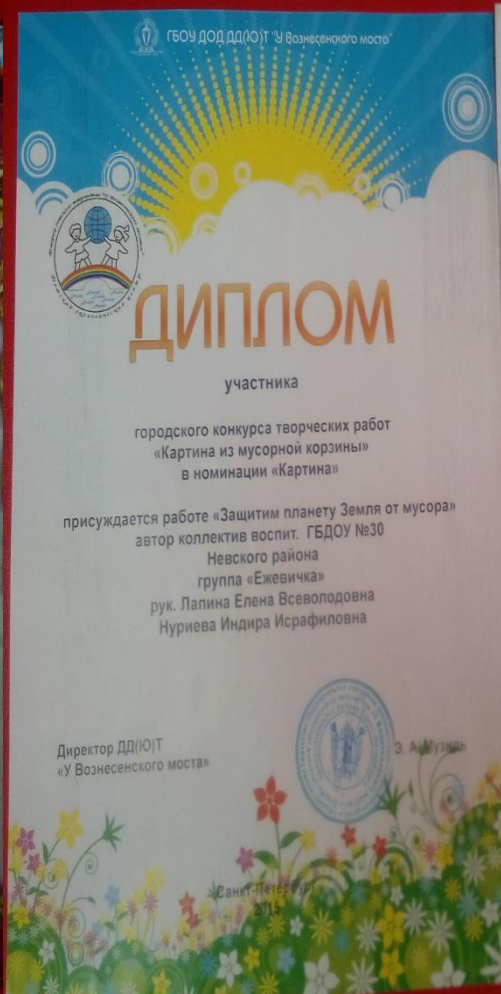 ГБОУ ДОД ДД(Ю)Т "У Вознесенского моста"
ДИПЛОМ
участника
городского конкурса творческих работ
«Картина из мусорной корзины»
в номинации «Картина»
присуждается работе «Защитим планету Земля от мусора»
автор коллектив воспит. ГБДОУ №30
Невского района
группа «Ежевичка»
рук. Лапина Елена Всеволодовна
Нуриева Индира Исрафиловна
Директор ДД(Ю)Т
«У Вознесенского моста»
Э. А.
Санкт-Петербург
2015